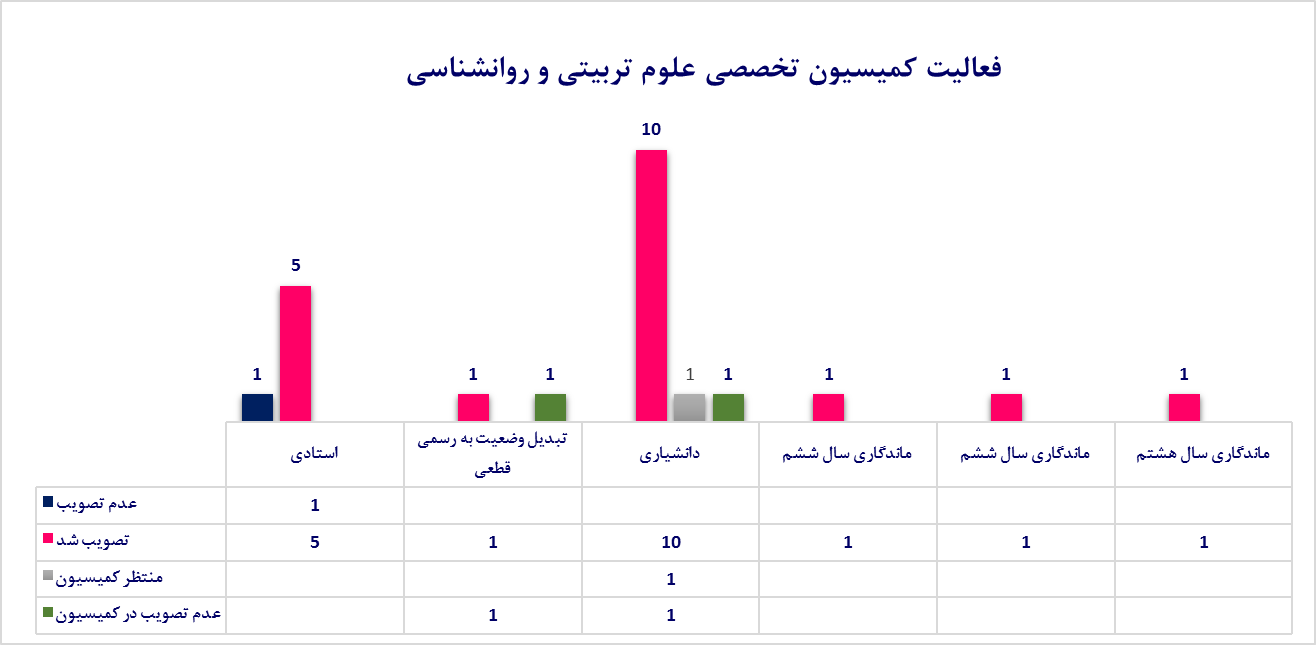 فعالیت کمیسیون تخصصی علوم تربیتی و روانشناسی
10
5
1
1
1
1
1
1
1
1
استادی
تبدیل وضعیت به رسمی
قطعی
دانشیاری
ماندگاری سال ششم
ماندگاری سال ششم
ماندگاری سال هشتم
عدم تصویب
1
تصویب شد
5
1
10
1
1
1
منتظر کمیسیون
1
عدم تصویب در کمیسیون
1
1